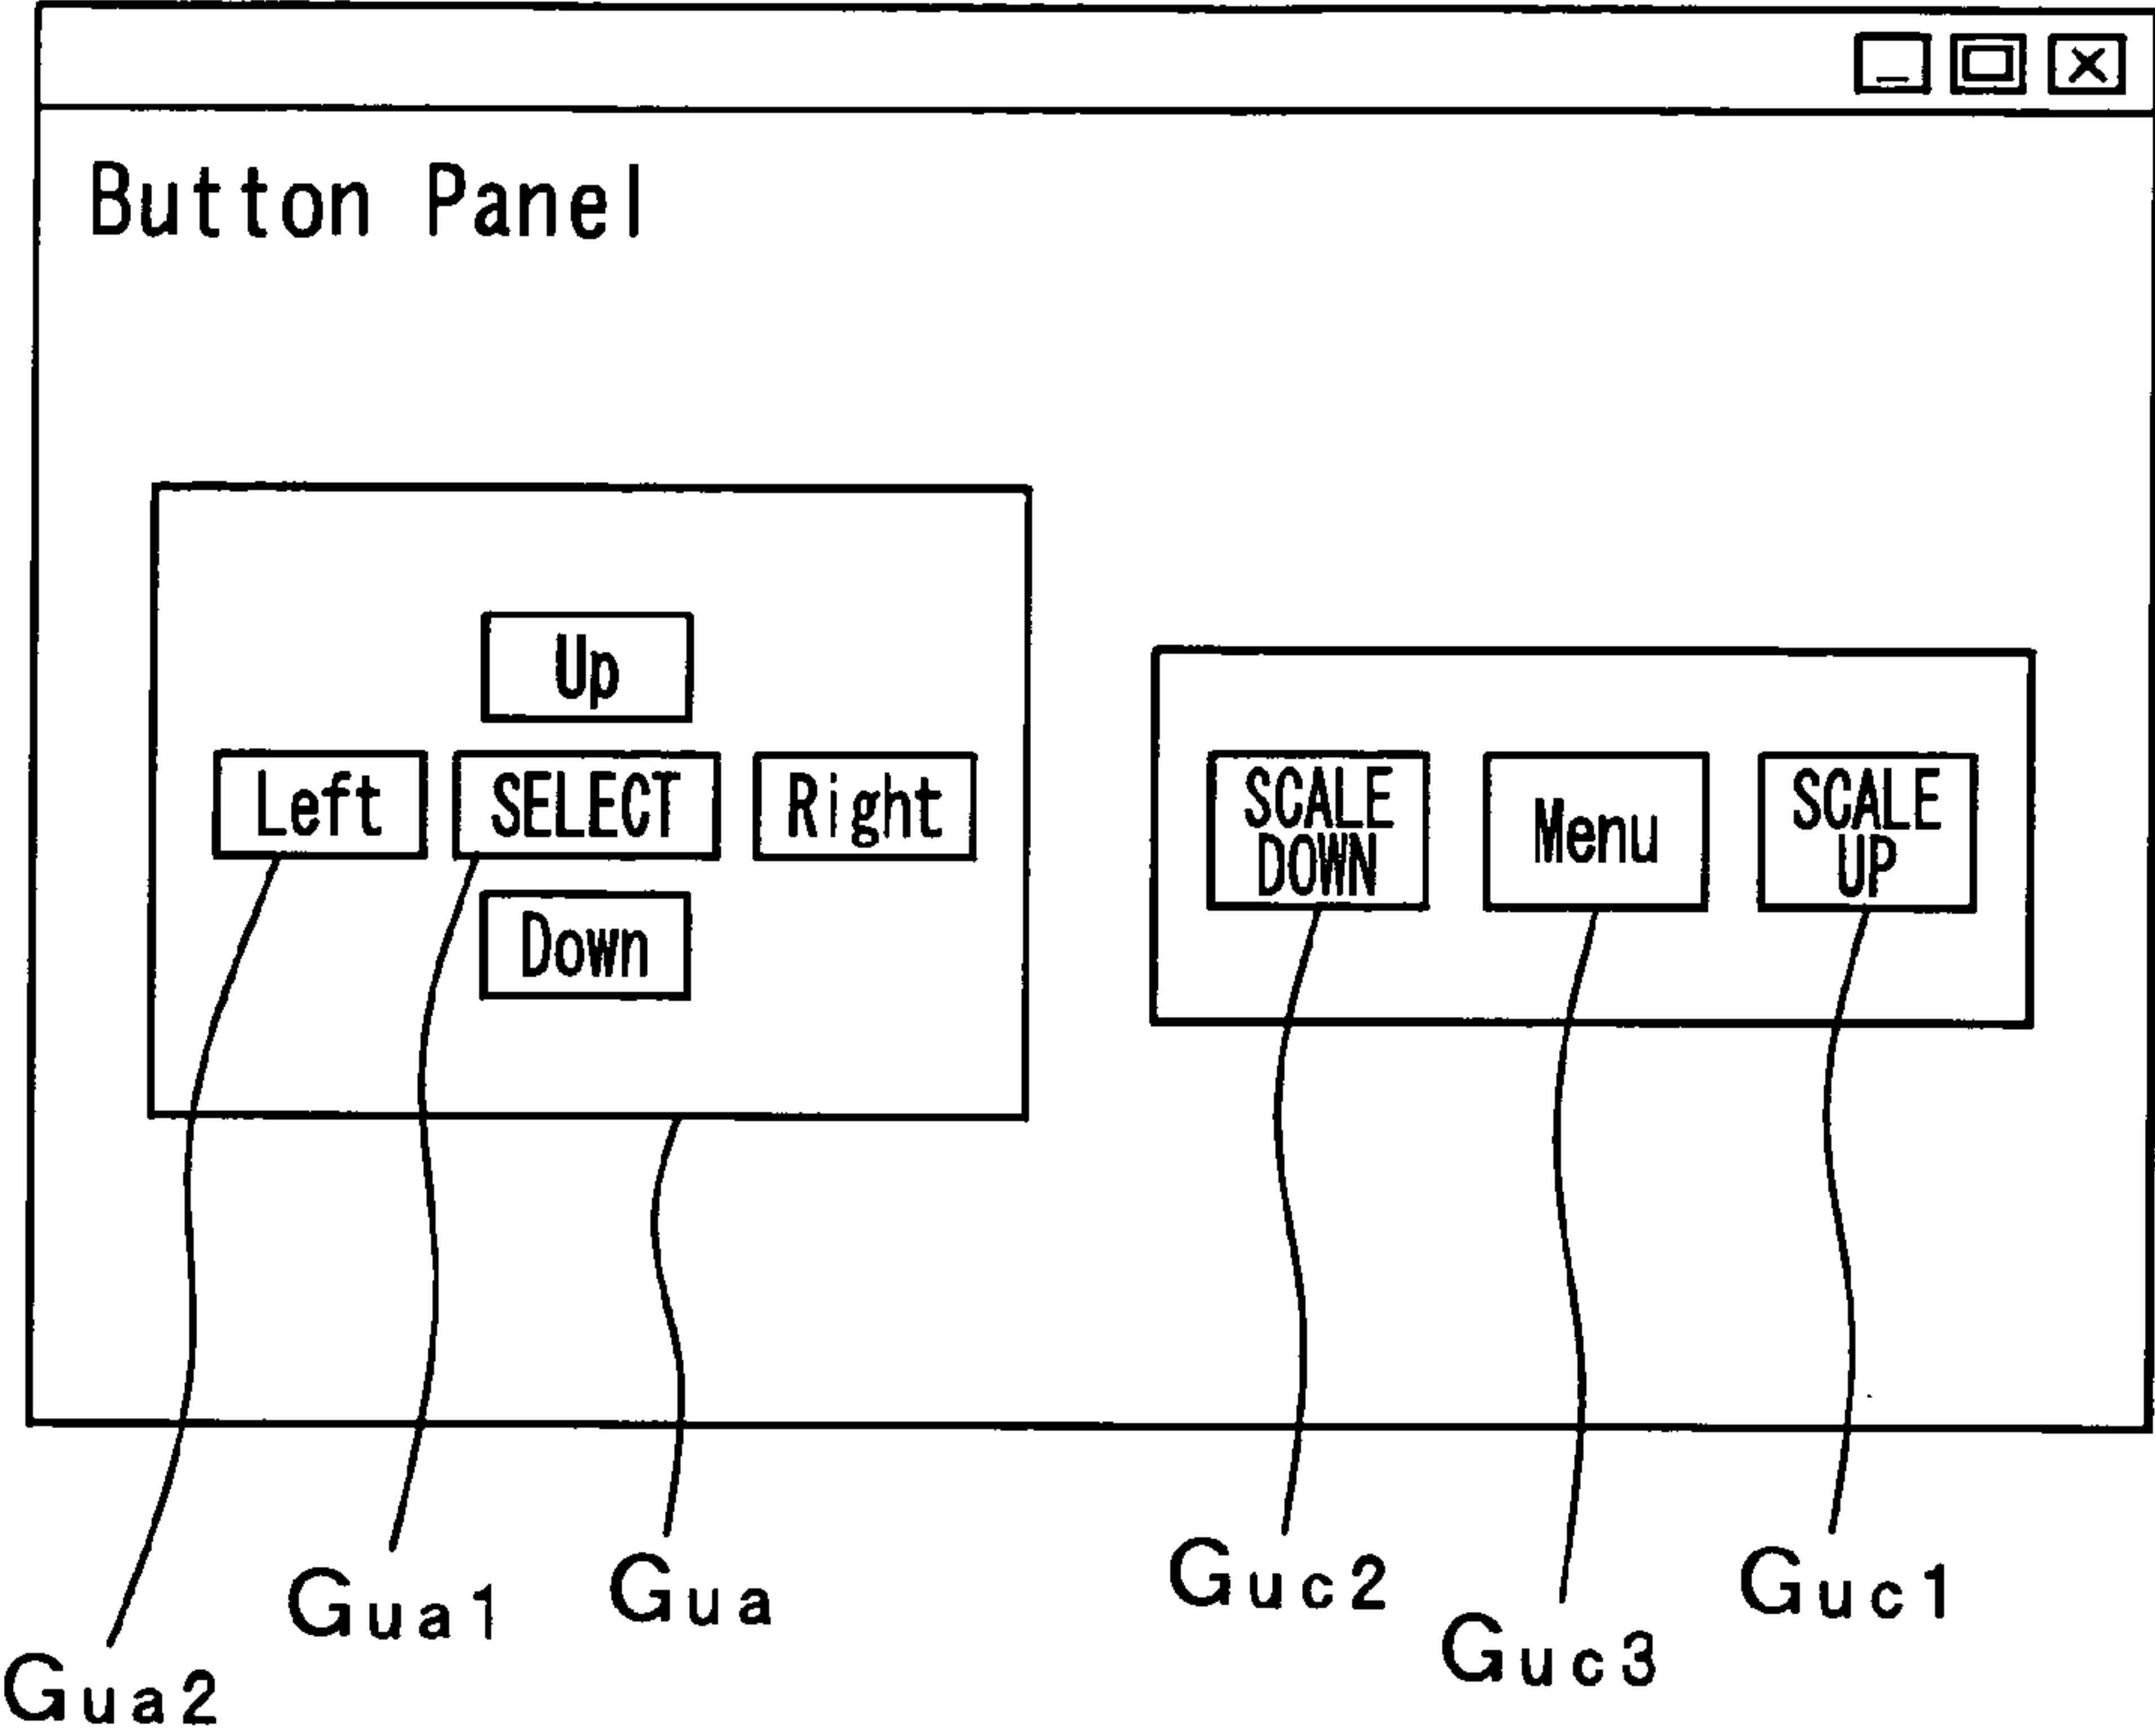 Button Panel
Up
Left SELECT Right
Down
SCALE DOWN
Menu
SCALE UP
Gua2
Gua1
Gua
Guc2
Guc3
Guc1